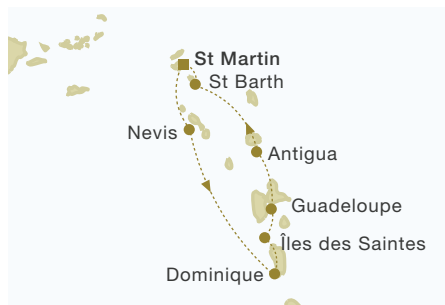 St Martin
St Barth
Nevis
Antigua
Guadeloupe
Îles des Saintes
Dominique